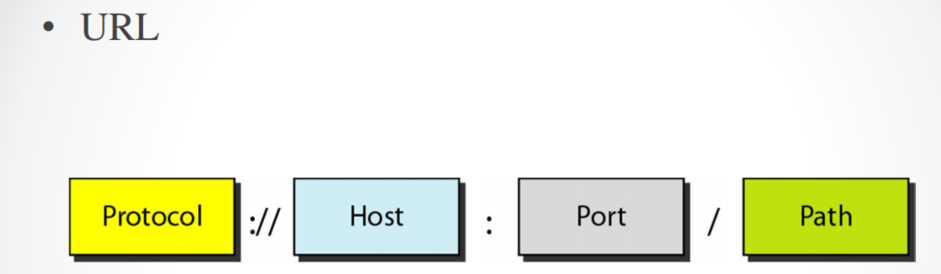 • URL
Protocol :// Host : Port / Path